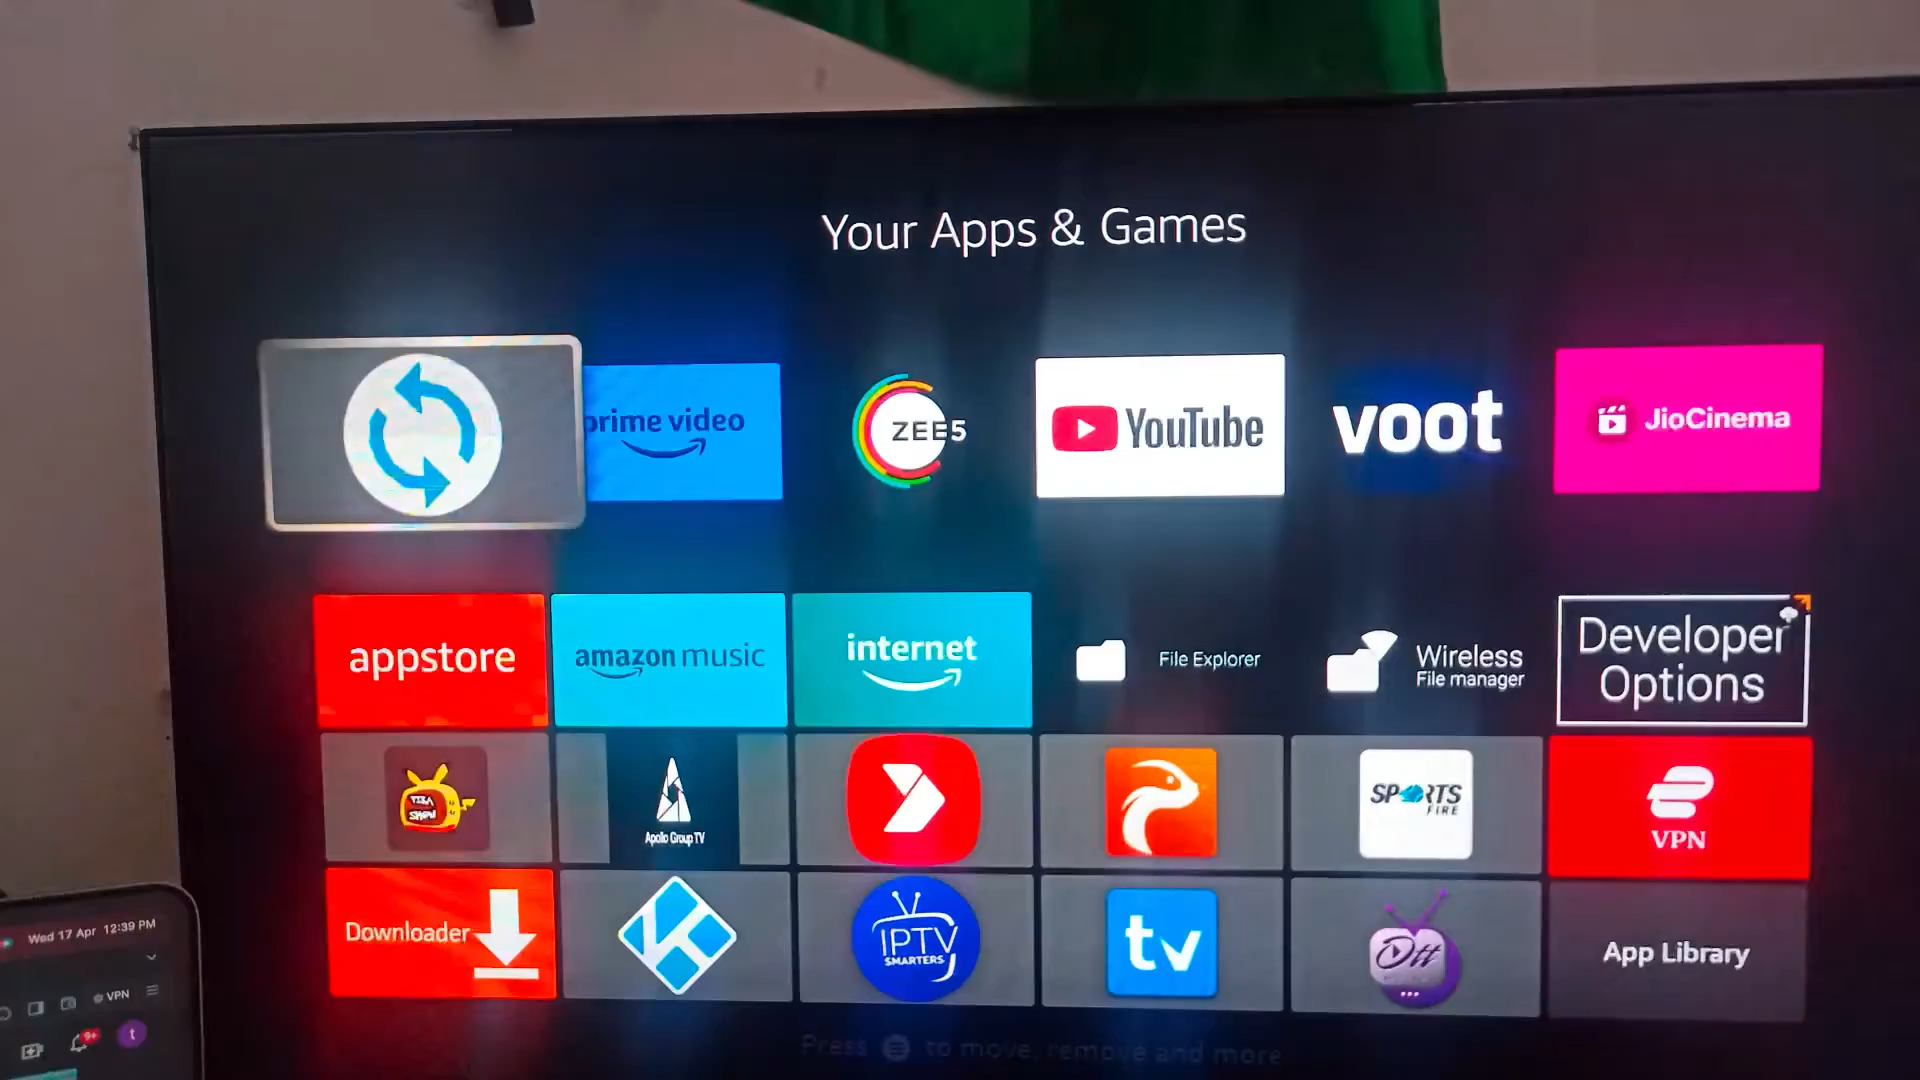 Your Apps & Games
prime video
ZEE5
YouTube
voot
JioCinema
appstore
amazon music
internet
File Explorer
Wireless
File manager
Developer
Options
Apollo Group TV
SPORTS
FIRE
VPN
Downloader
IPTV
SMARTERS
tv
App Library
Press to move, remove and more
Wed 17 Apr 12:39 PM
VPN
9+
t